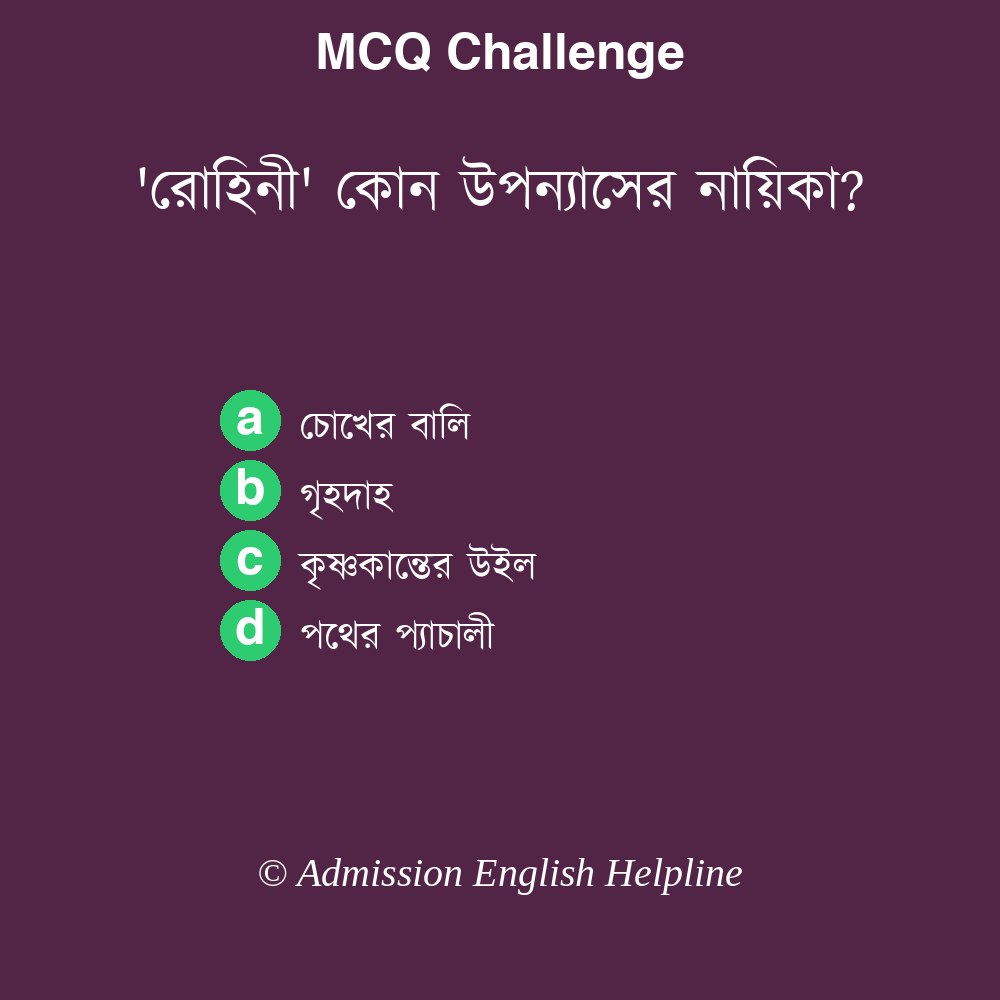 MCQ Challenge
'রোহিনী' কোন উপন্যাসের নায়িকা?
a চোখের বালি
b গৃহদাহ
c কৃষ্ণকান্তের উইল
d পথের প্যাচালী
© Admission English Helpline